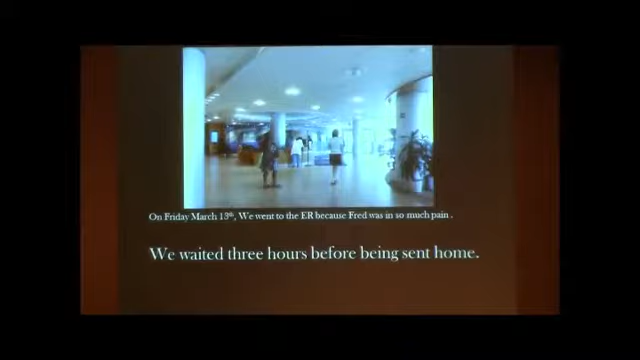 On Friday March 13th, We went to the ER because Fred was in so much pain .
We waited three hours before being sent home.